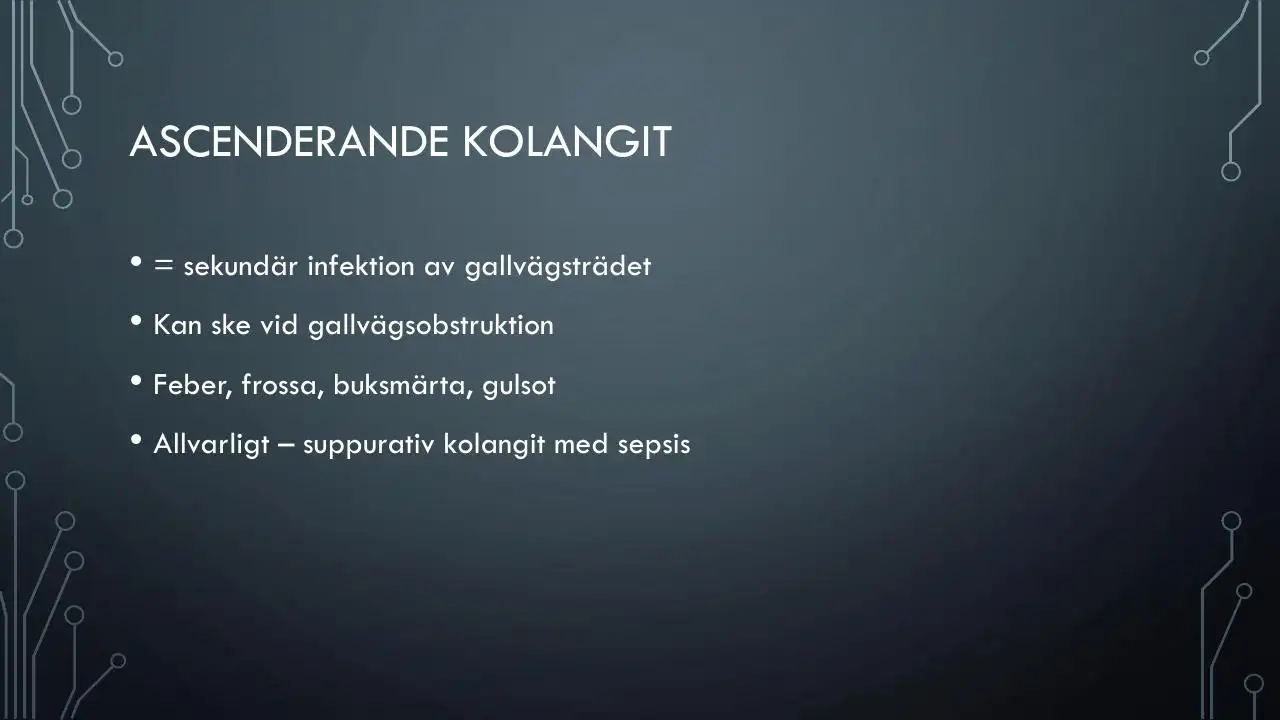 ASCENDERANDE KOLANGIT
• = sekundär infektion av gallvägsträdet
• Kan ske vid gallvägsobstruktion
• Feber, frossa, buksmärta, gulsot
• Allvarligt – suppurativ kolangit med sepsis